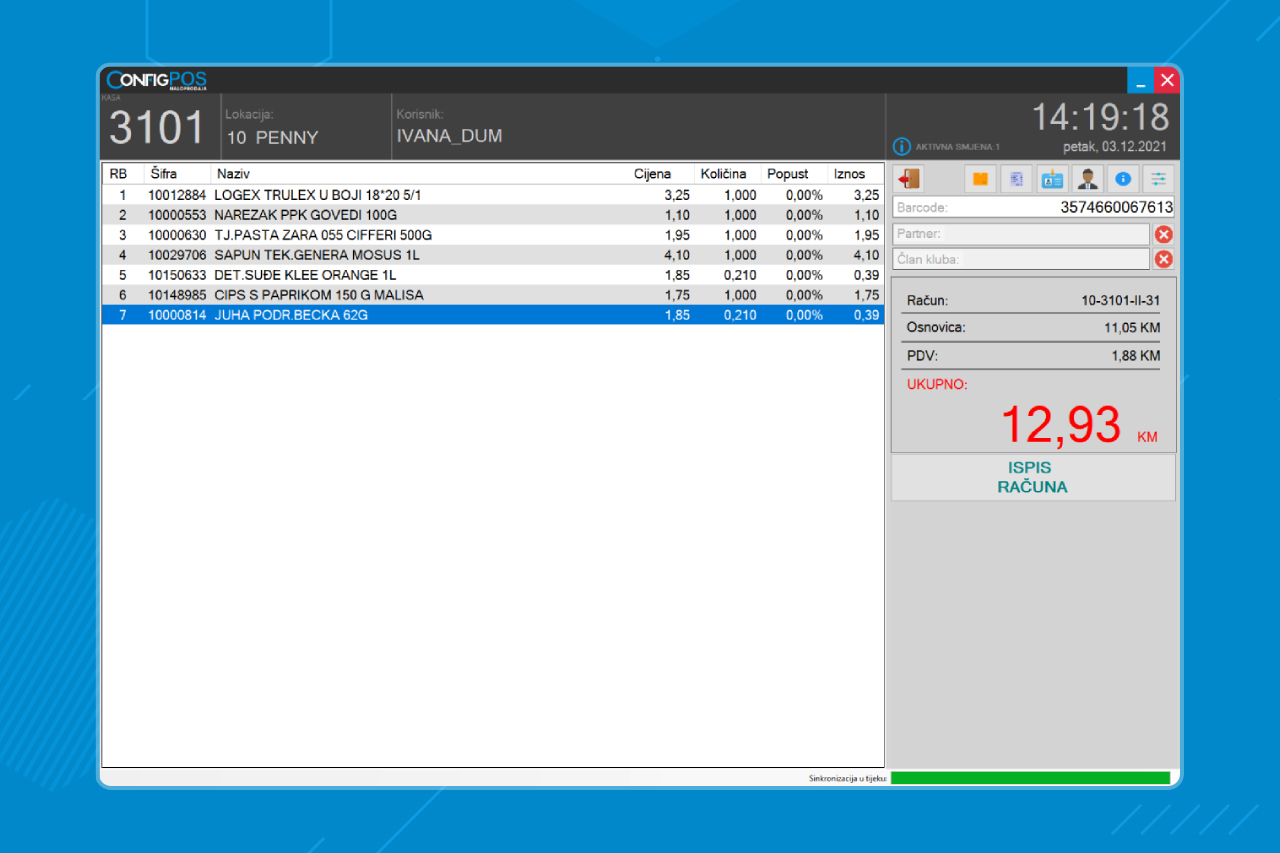 CONFIGPOS
MALOPRODAJA
KASA
3101
Lokacija:
10 PENNY
Korisnik:
IVANA_DUM
14:19:18
AKTIVNA SMJENA:1
petak, 03.12.2021
RB Šifra Naziv Cijena Količina Popust Iznos
1 10012884 LOGEX TRULEX U BOJI 18*20 5/1 3,25 1,000 0,00% 3,25
2 10000553 NAREZAK PPK GOVEDI 100G 1,10 1,000 0,00% 1,10
3 10000630 TJ.PASTA ZARA 055 CIFFERI 500G 1,95 1,000 0,00% 1,95
4 10029706 SAPUN TEK.GENERA MOSUS 1L 4,10 1,000 0,00% 4,10
5 10150633 DET.SUĐE KLEE ORANGE 1L 1,85 0,210 0,00% 0,39
6 10148985 CIPS S PAPRIKOM 150 G MALISA 1,75 1,000 0,00% 1,75
7 10000814 JUHA PODR.BECKA 62G 1,85 0,210 0,00% 0,39
Barcode: 3574660067613
Partner:
Član kluba:
Račun: 10-3101-II-31
Osnovica: 11,05 KM
PDV: 1,88 KM
UKUPNO:
12,93 KM
ISPIS
RAČUNA
Sinkronizacija u tijeku: